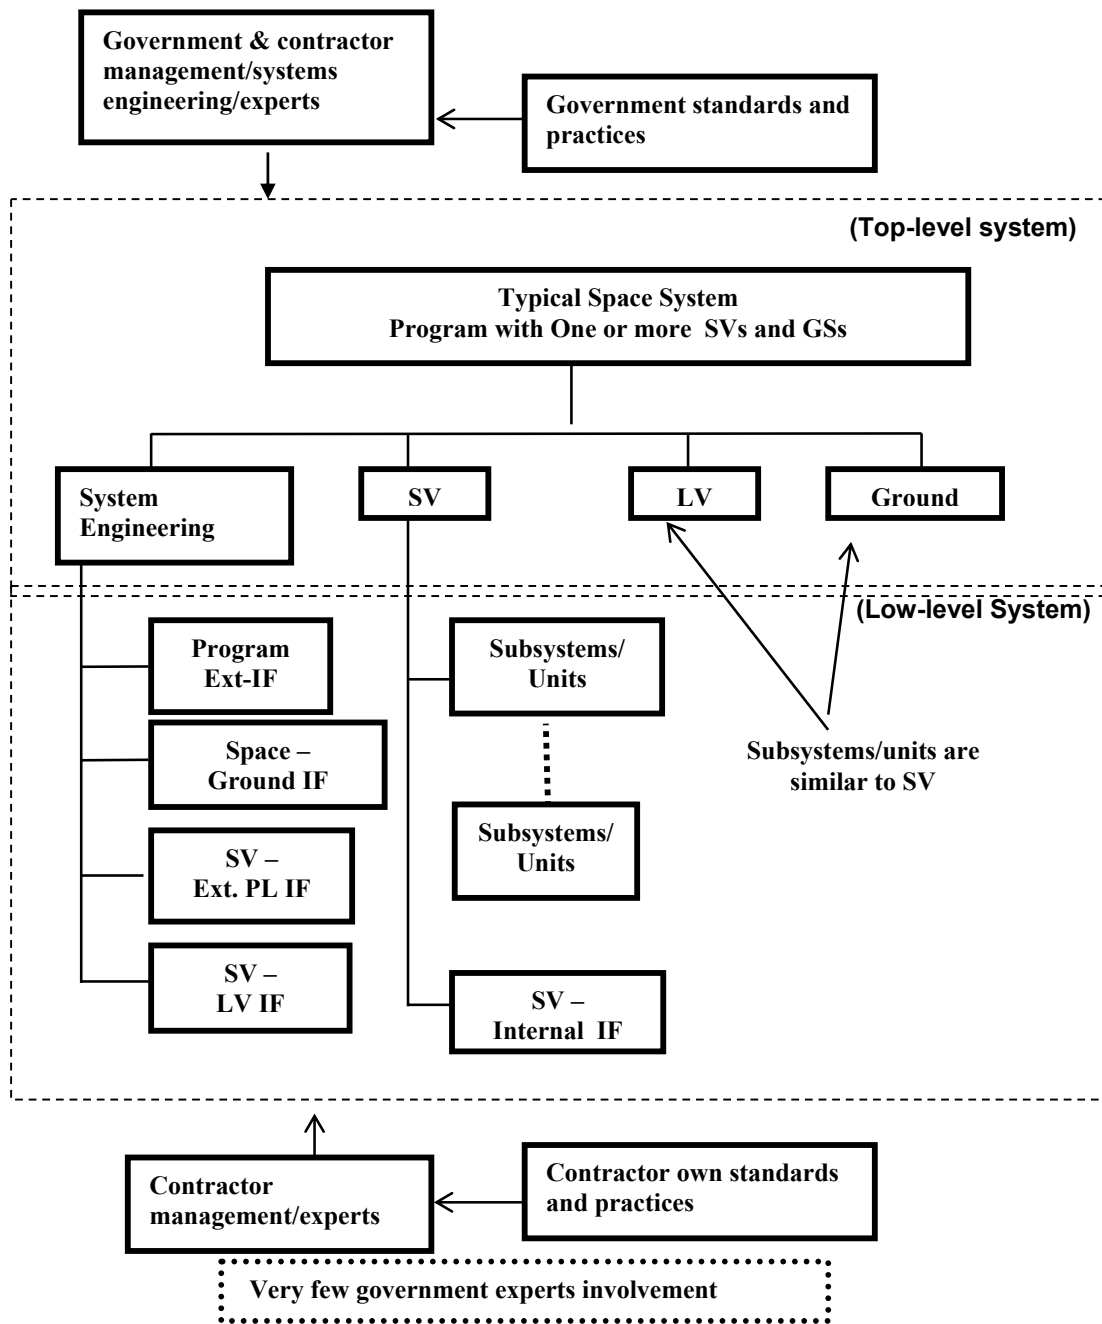 Government & contractor
management/systems
engineering/experts
Government standards and
practices
(Top-level system)
Typical Space System
Program with One or more SVs and GSs
System
Engineering
SV
LV
Ground
(Low-level System)
Program
Ext-IF
Subsystems/
Units
Space –
Ground IF
Subsystems/units are
similar to SV
Subsystems/
Units
SV –
Ext. PL IF
SV –
LV IF
SV –
Internal IF
Contractor
management/experts
Contractor own standards
and practices
Very few government experts involvement